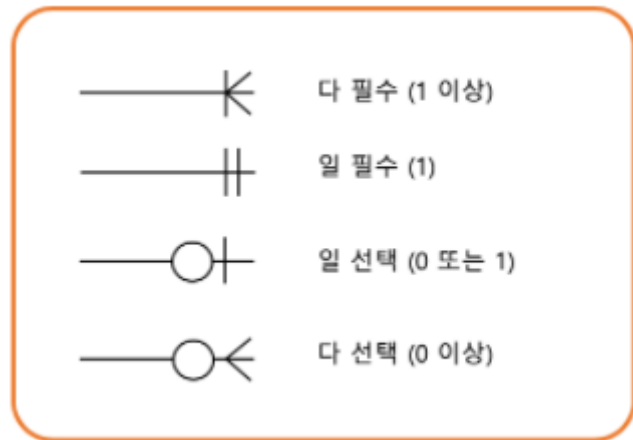 다 필수 (1 이상)
일 필수 (1)
일 선택 (0 또는 1)
다 선택 (0 이상)